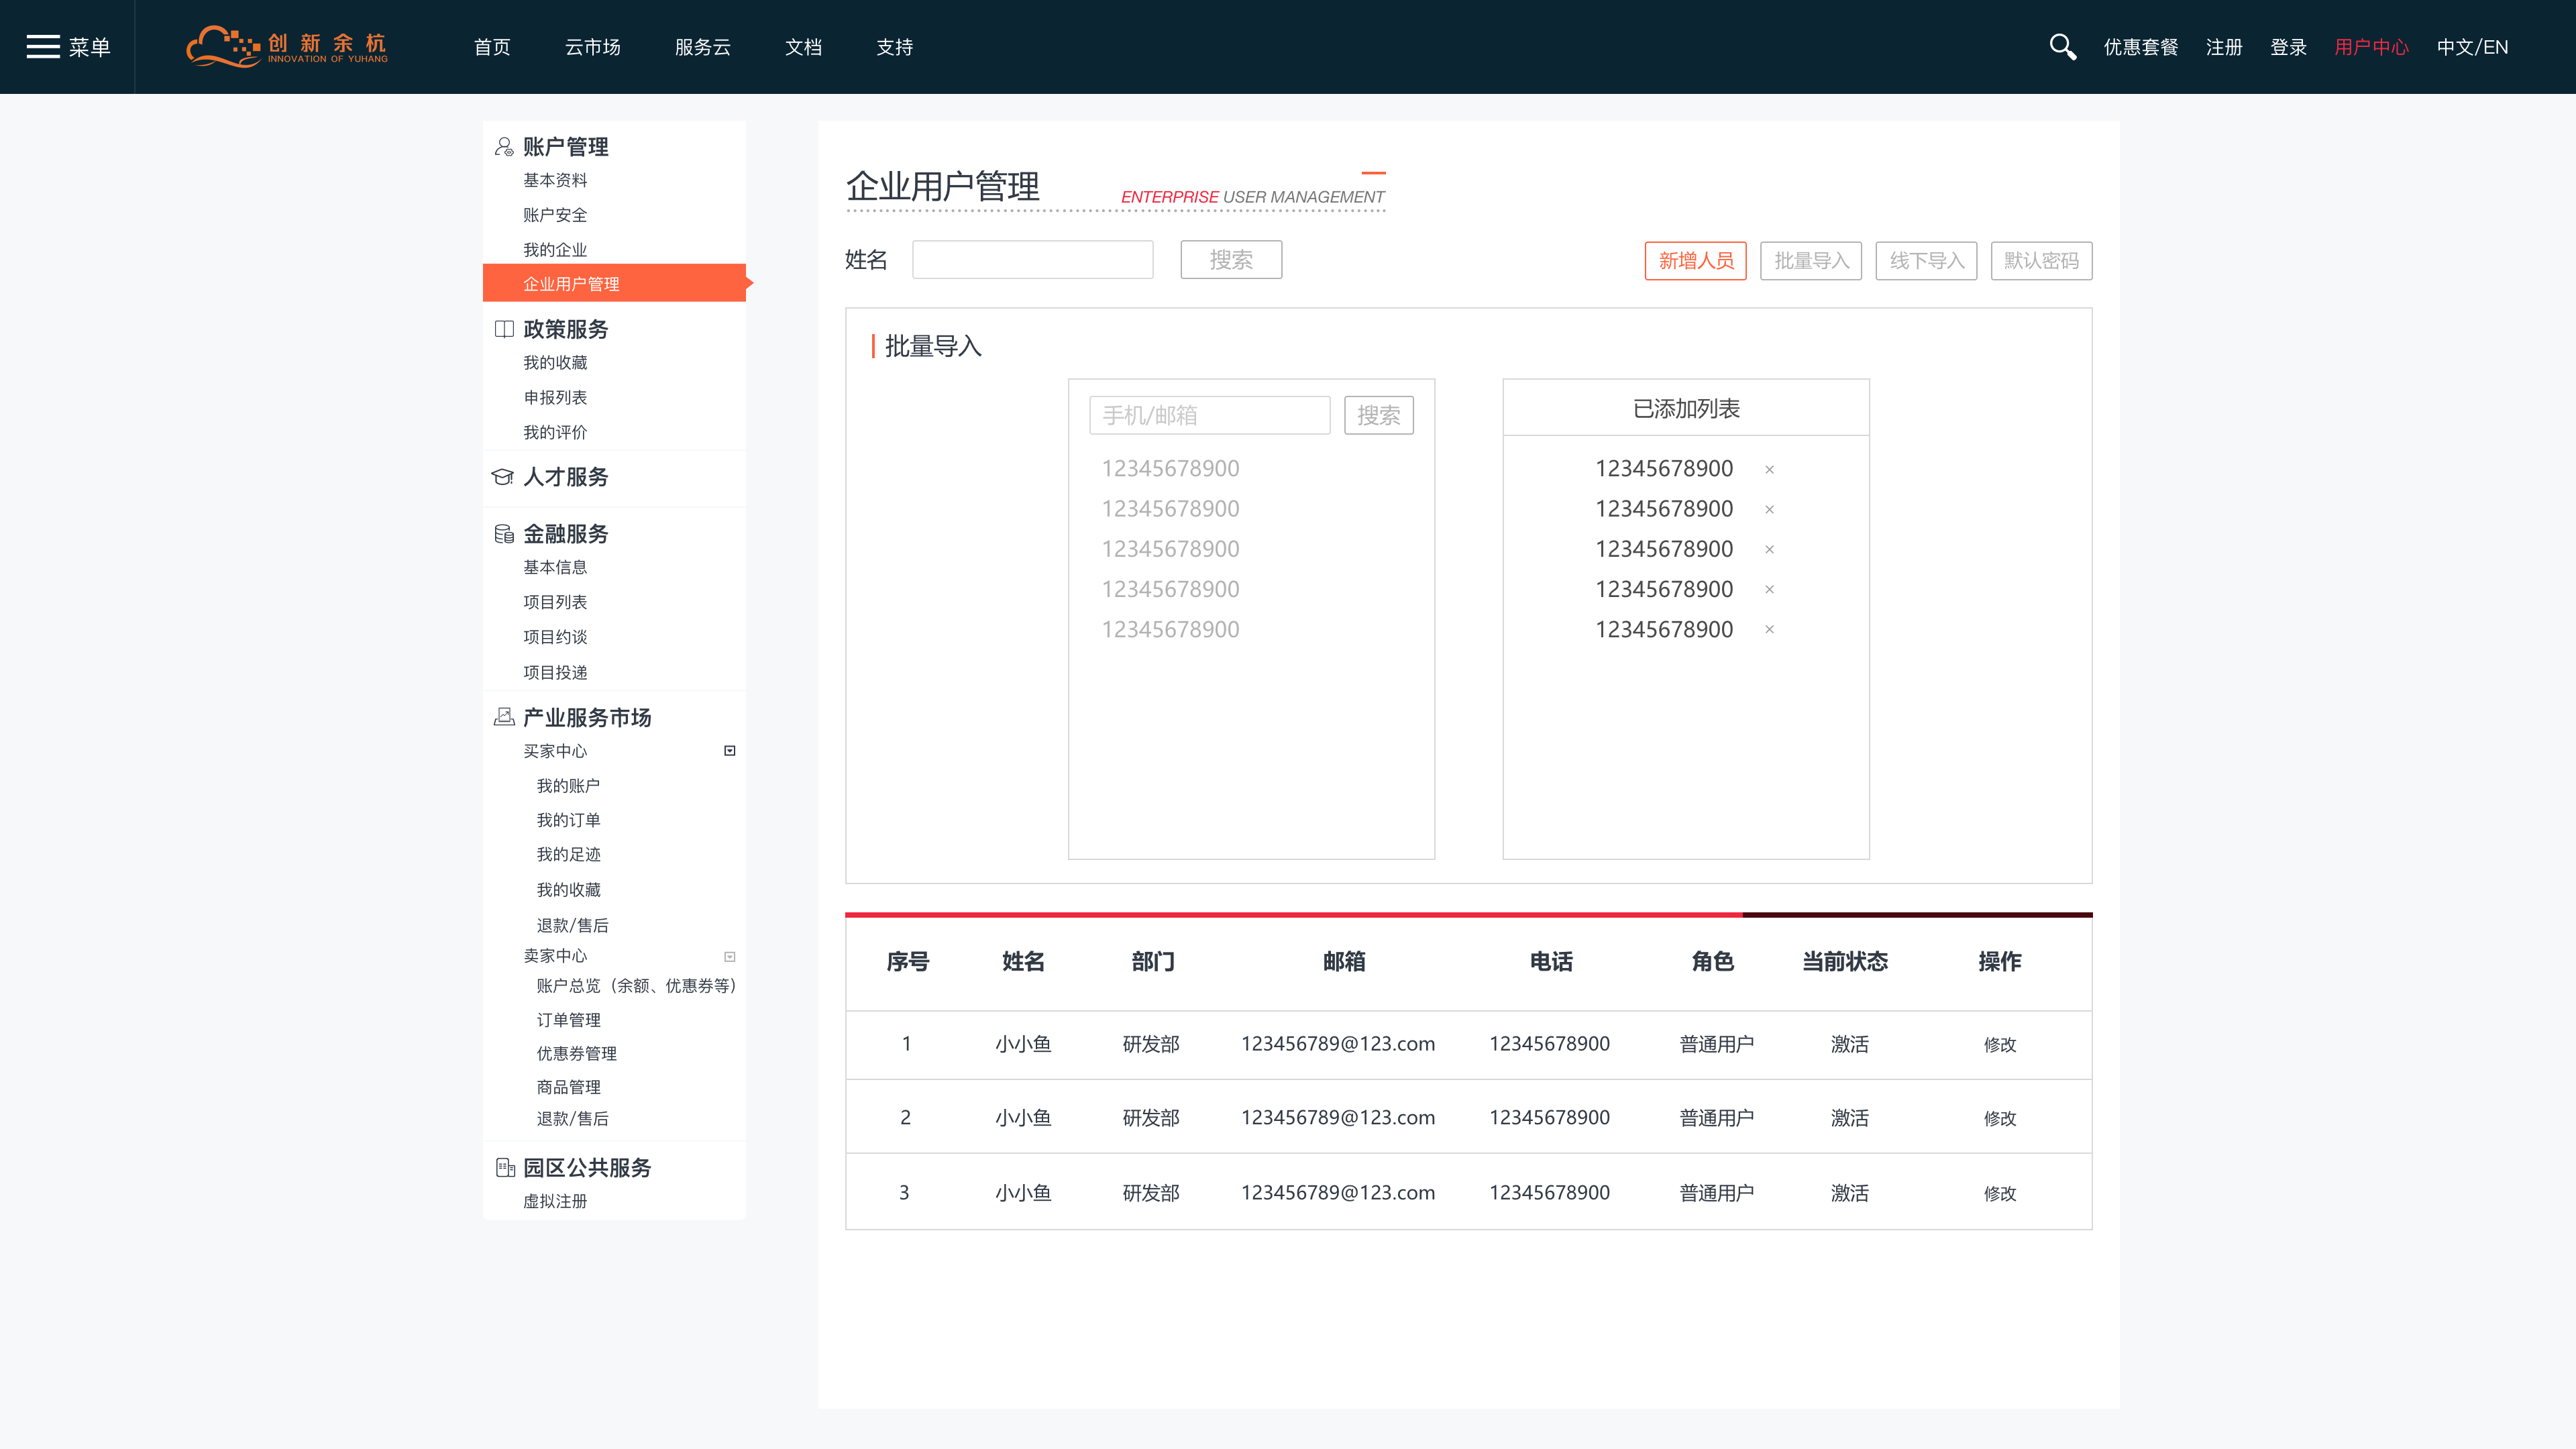 菜单
创新余杭
INNOVATION OF YUHANG
首页 云市场 服务云 文档 支持
优惠套餐 注册 登录 用户中心 中文/EN
账户管理
基本资料
账户安全
我的企业
企业用户管理
政策服务
我的收藏
申报列表
我的评价
人才服务
金融服务
基本信息
项目列表
项目约谈
项目投递
产业服务市场
买家中心
我的账户
我的订单
我的足迹
我的收藏
退款/售后
卖家中心
账户总览（余额、优惠券等）
订单管理
优惠券管理
商品管理
退款/售后
园区公共服务
虚拟注册
企业用户管理
ENTERPRISE USER MANAGEMENT
姓名 搜索 新增人员 批量导入 线下导入 默认密码
批量导入
手机/邮箱 搜索
12345678900
12345678900
12345678900
12345678900
12345678900
已添加列表
12345678900 ×
12345678900 ×
12345678900 ×
12345678900 ×
12345678900 ×
序号 姓名 部门 邮箱 电话 角色 当前状态 操作
1 小小鱼 研发部 123456789@123.com 12345678900 普通用户 激活 修改
2 小小鱼 研发部 123456789@123.com 12345678900 普通用户 激活 修改
3 小小鱼 研发部 123456789@123.com 12345678900 普通用户 激活 修改